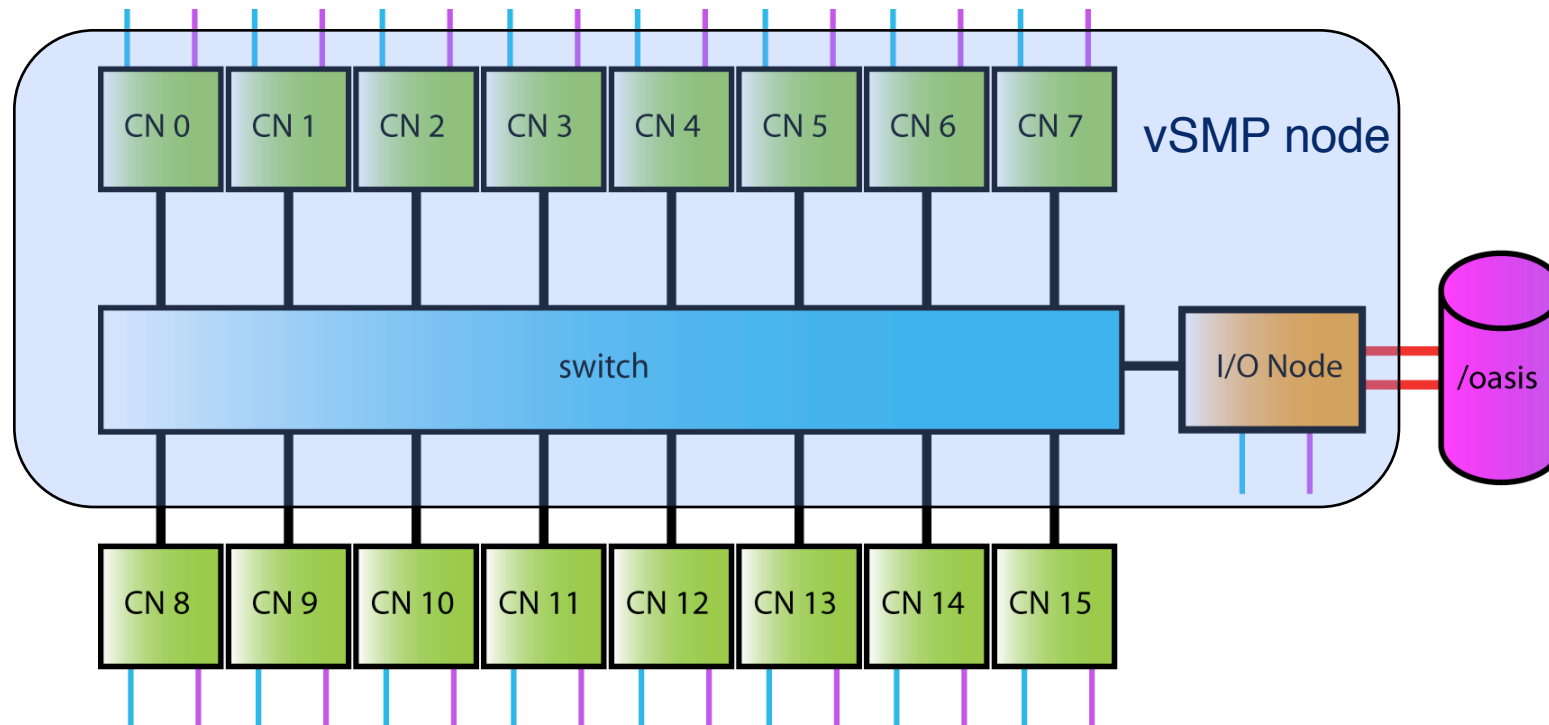 CN 0
CN 1
CN 2
CN 3
CN 4
CN 5
CN 6
CN 7
vSMP node
switch
I/O Node
/oasis
CN 8
CN 9
CN 10
CN 11
CN 12
CN 13
CN 14
CN 15